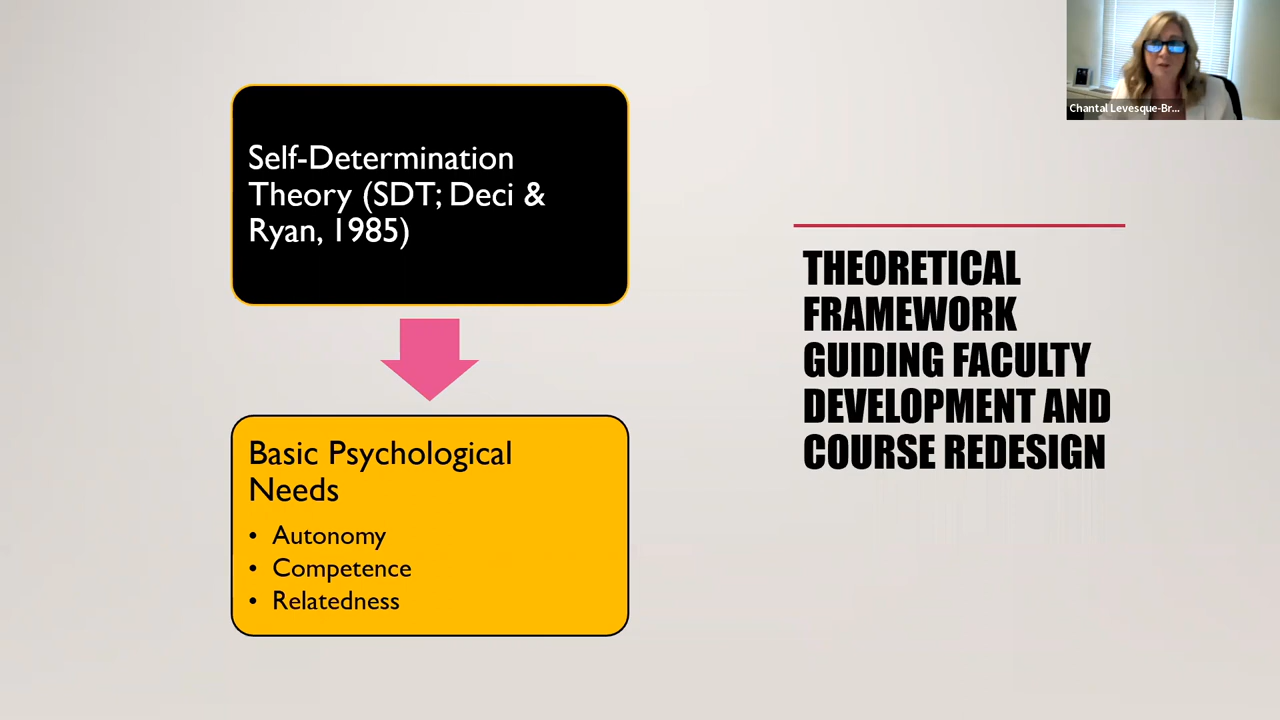 Self-Determination
Theory (SDT; Deci &
Ryan, 1985)
Basic Psychological
Needs
• Autonomy
• Competence
• Relatedness
THEORETICAL
FRAMEWORK
GUIDING FACULTY
DEVELOPMENT AND
COURSE REDESIGN
Chantal Levesque-Br...